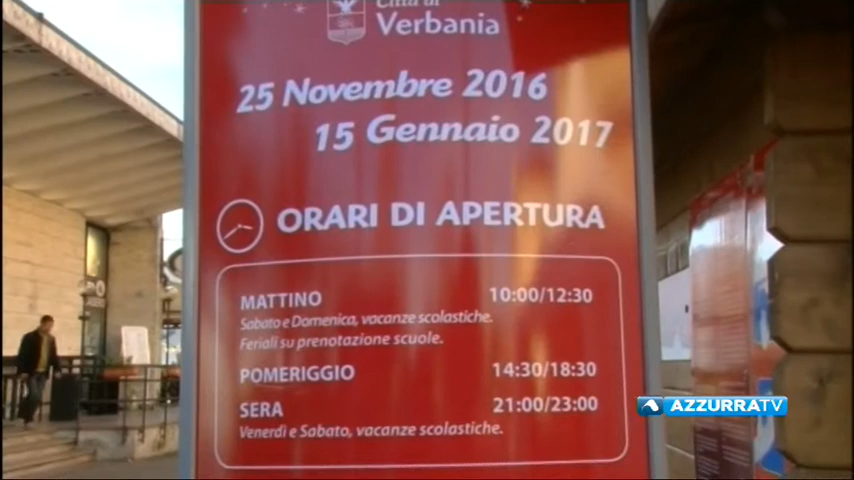 Città di
Verbania
25 Novembre 2016
15 Gennaio 2017
ORARI DI APERTURA
MATTINO 10:00/12:30
Sabato e Domenica, vacanze scolastiche.
Feriali su prenotazione scuole.
POMERIGGIO 14:30/18:30
SERA 21:00/23:00
Venerdì e Sabato, vacanze scolastiche.
AZZURRATV